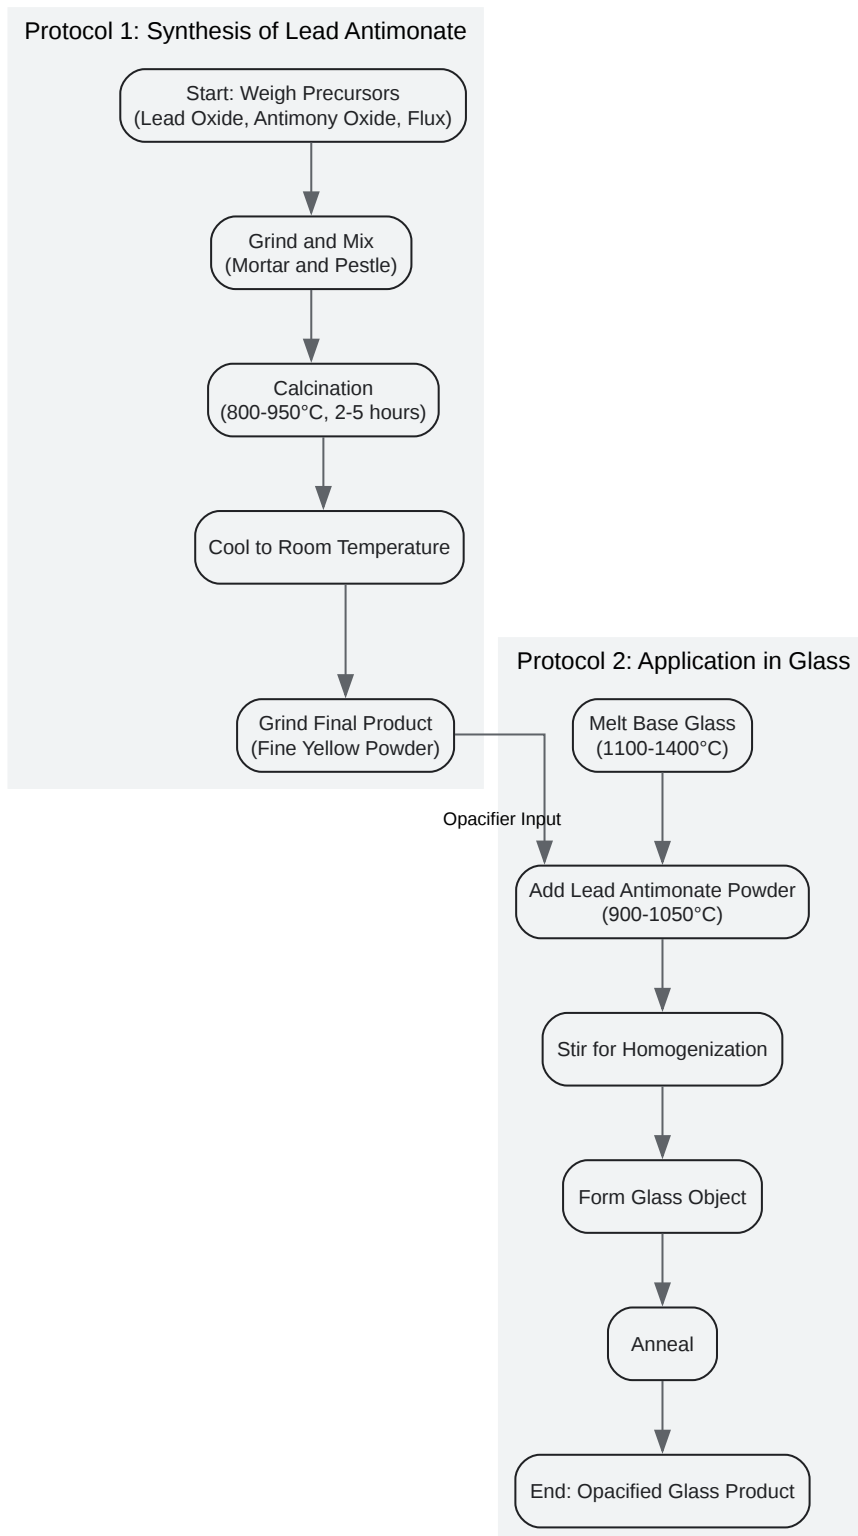 Protocol 1: Synthesis of Lead Antimonate
Start: Weigh Precursors
(Lead Oxide, Antimony Oxide, Flux)
Grind and Mix
(Mortar and Pestle)
Calcination
(800-950°C, 2-5 hours)
Cool to Room Temperature
Grind Final Product
(Fine Yellow Powder)
Opacifier Input
Protocol 2: Application in Glass
Melt Base Glass
(1100-1400°C)
Add Lead Antimonate Powder
(900-1050°C)
Stir for Homogenization
Form Glass Object
Anneal
End: Opacified Glass Product